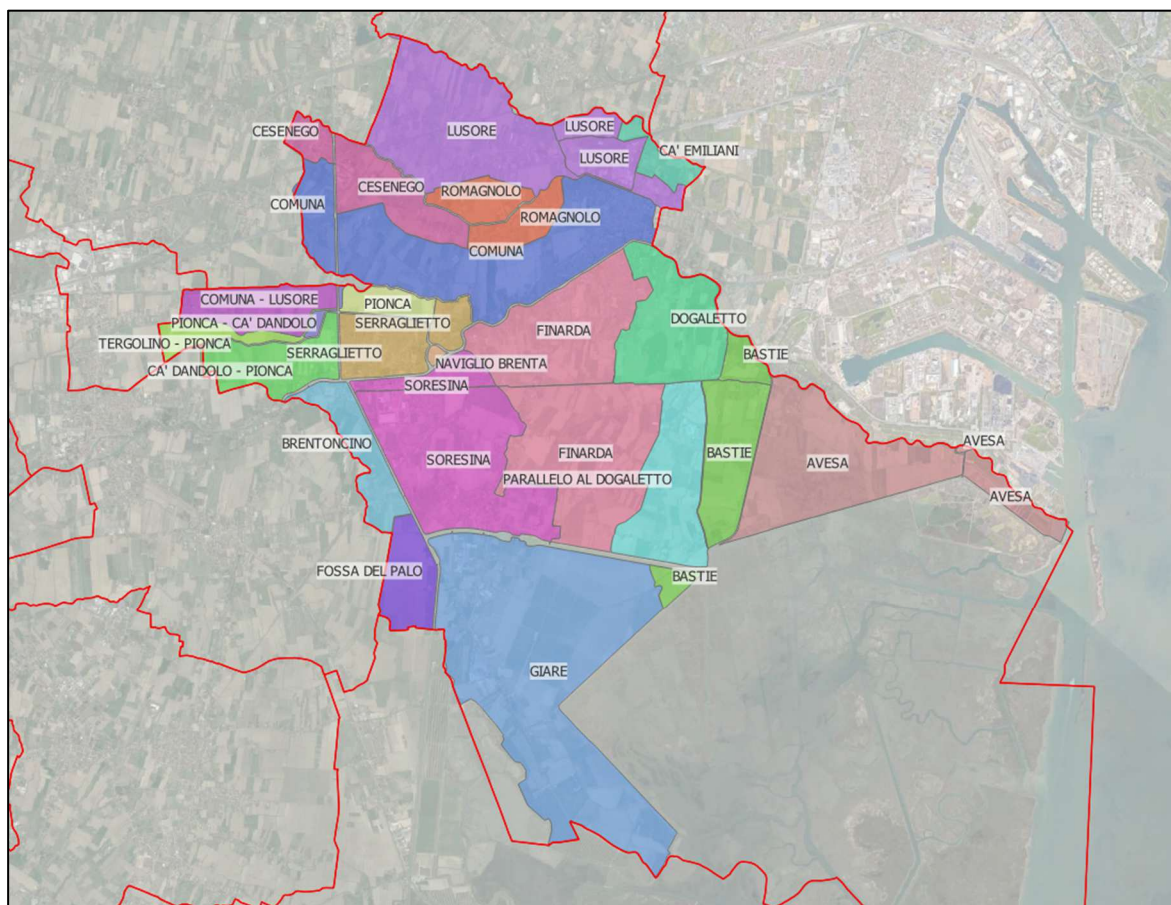 LUSORE
LUSORE
CESENEGO
CA' EMILIANI
LUSORE
CESENEGO
ROMAGNOLO
COMUNA
ROMAGNOLO
COMUNA
COMUNA - LUSORE
PIONCA
DOGALETTO
PIONCA - CA' DANDOLO
SERRAGLIETTO
FINARDA
TERGOLINO - PIONCA
SERRAGLIETTO
BASTIE
NAVIGLIO BRENTA
CA' DANDOLO - PIONCA
SORESINA
BRENTONCINO
AVESA
SORESINA
FINARDA
BASTIE
AVESA
PARALLELO AL DOGALETTO
AVESA
FOSSA DEL PALO
BASTIE
GIARE